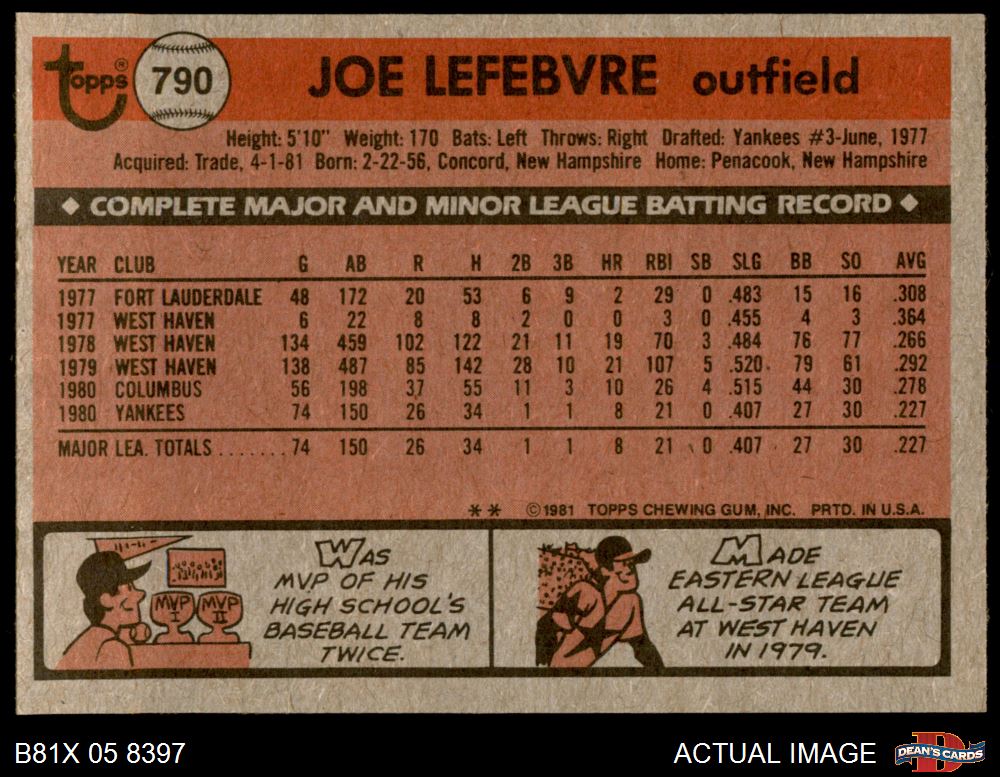 topps® 790 JOE LEFEBVRE outfield
Height: 5'10" Weight: 170 Bats: Left Throws: Right Drafted: Yankees #3-June, 1977
Acquired: Trade, 4-1-81 Born: 2-22-56, Concord, New Hampshire Home: Penacook, New Hampshire
◆ COMPLETE MAJOR AND MINOR LEAGUE BATTING RECORD ◆
YEAR CLUB G AB R H 2B 3B HR RBI SB SLG BB SO AVG
1977 FORT LAUDERDALE 48 172 20 53 6 9 2 29 0 .483 15 16 .308
1977 WEST HAVEN 6 22 8 8 2 0 0 3 0 .455 4 3 .364
1978 WEST HAVEN 134 459 102 122 21 11 19 70 3 .484 76 77 .266
1979 WEST HAVEN 138 487 85 142 28 10 21 107 5 .520 79 61 .292
1980 COLUMBUS 56 198 37 55 11 3 10 26 4 .515 44 30 .278
1980 YANKEES 74 150 26 34 1 1 8 21 0 .407 27 30 .227
MAJOR LEA. TOTALS ....... 74 150 26 34 1 1 8 21 0 .407 27 30 .227
** ©1981 TOPPS CHEWING GUM, INC. PRTD. IN U.S.A.
MVP I MVP II
WAS
MVP OF HIS
HIGH SCHOOL'S
BASEBALL TEAM
TWICE.
MADE
EASTERN LEAGUE
ALL-STAR TEAM
AT WEST HAVEN
IN 1979.
B81X 05 8397 ACTUAL IMAGE DEAN'S CARDS